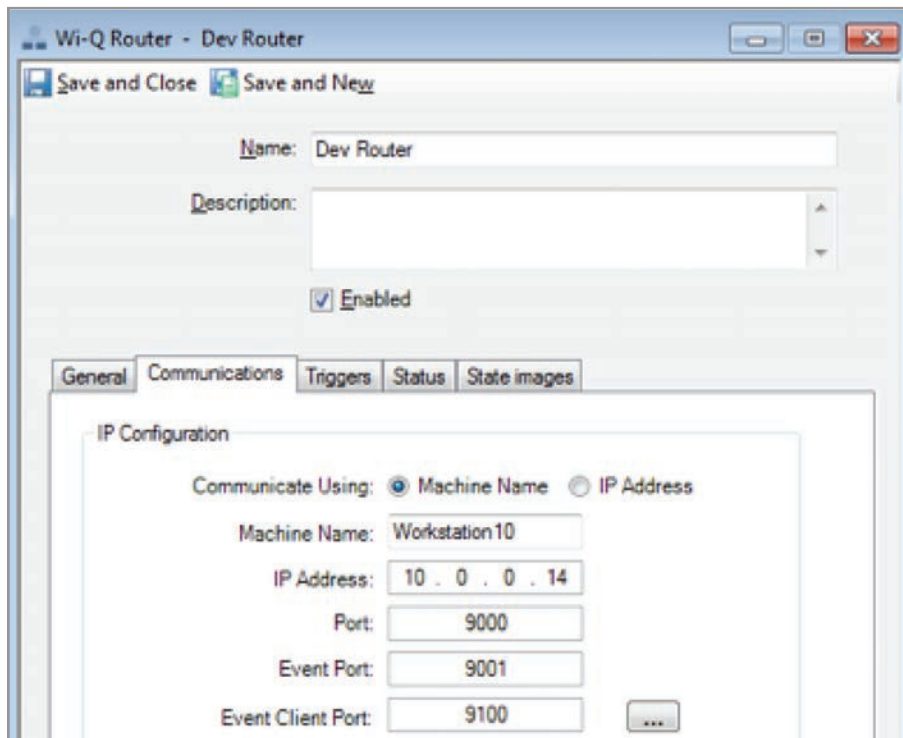 Wi-Q Router - Dev Router
Save and Close Save and New
Name: Dev Router
Description:
Enabled
General Communications Triggers Status State images
IP Configuration
Communicate Using: Machine Name IP Address
Machine Name: Workstation10
IP Address: 10 . 0 . 0 . 14
Port: 9000
Event Port: 9001
Event Client Port: 9100 ...